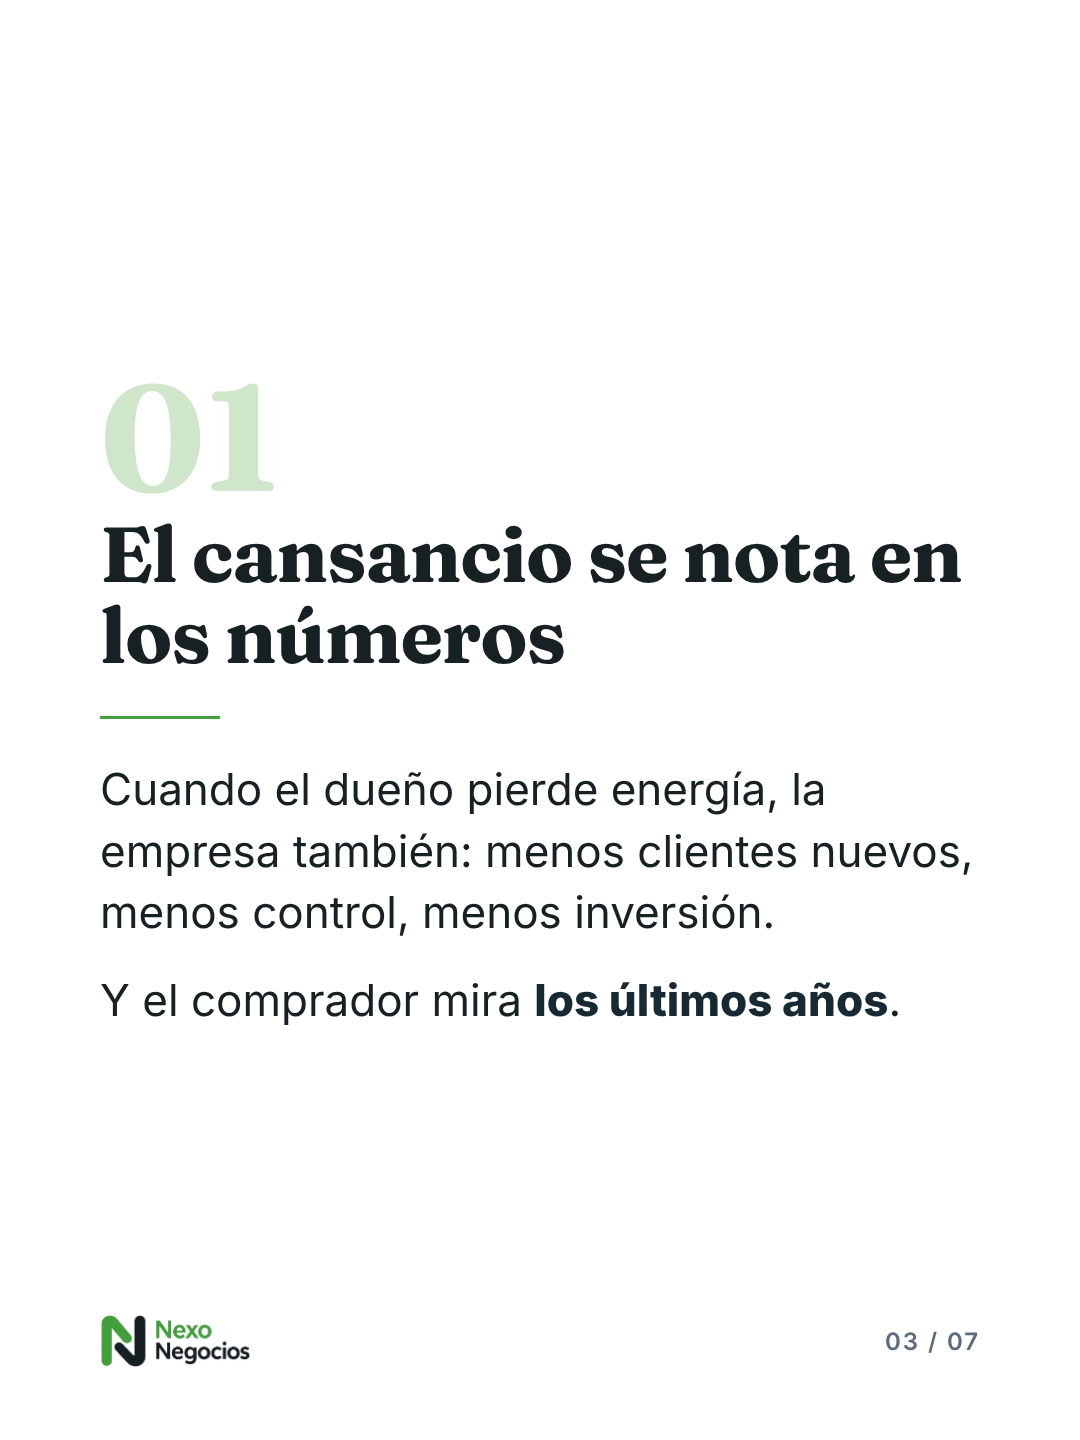 01
El cansancio se nota en
los números
Cuando el dueño pierde energía, la
empresa también: menos clientes nuevos,
menos control, menos inversión.
Y el comprador mira los últimos años.
Nexo
Negocios
03 / 07